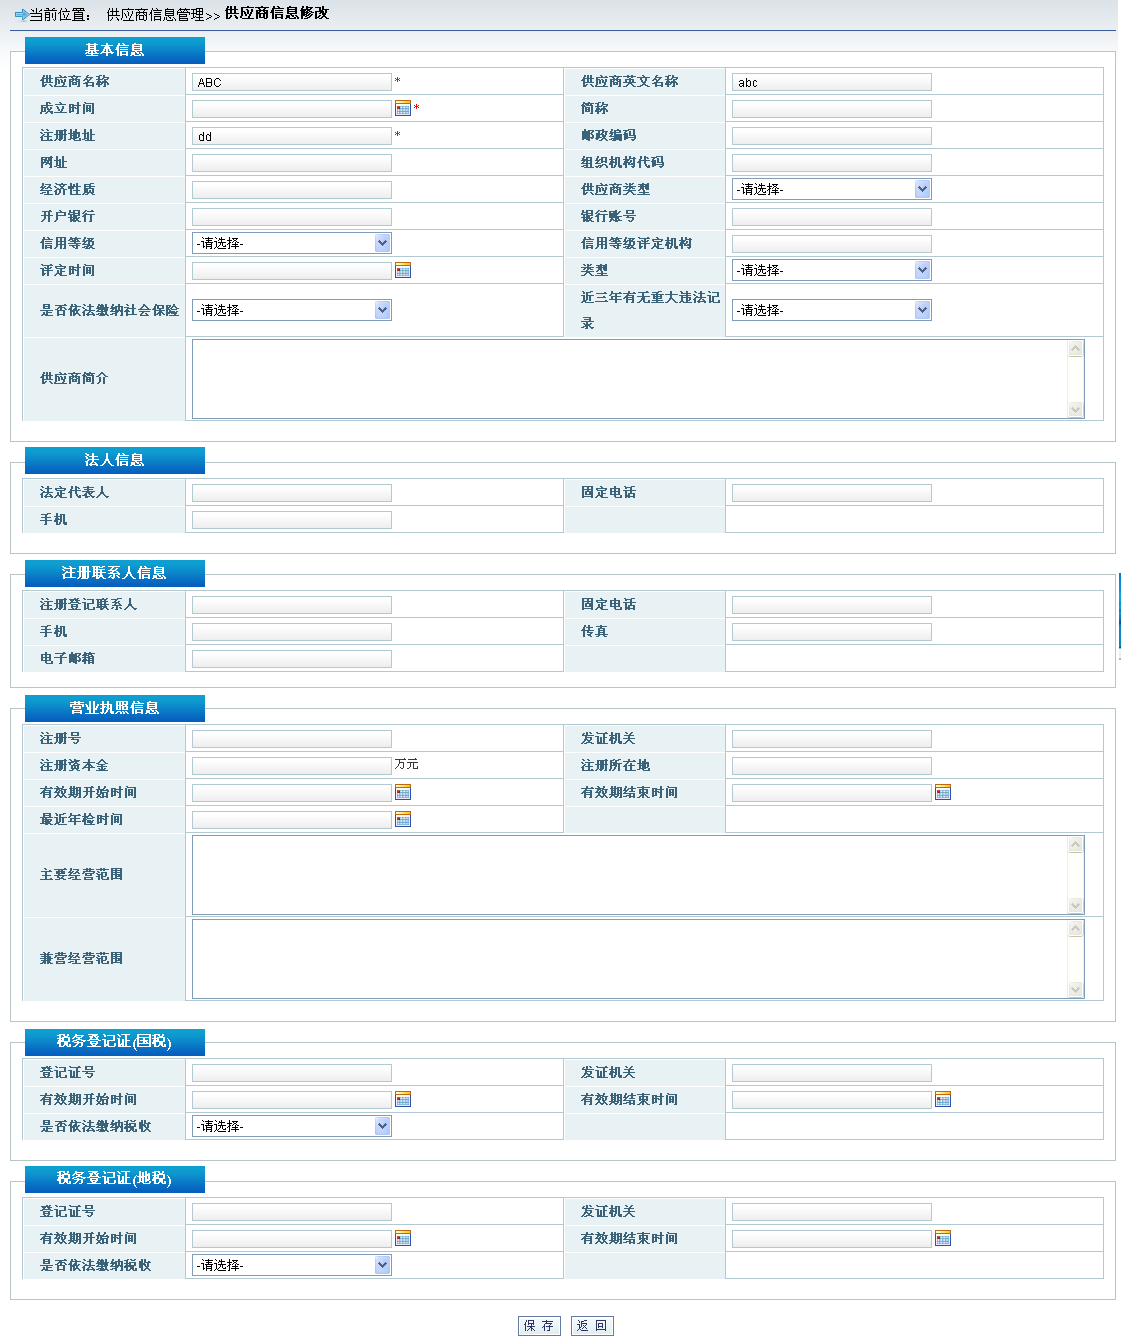 当前位置： 供应商信息管理>> 供应商信息修改
基本信息
供应商名称 ABC * 供应商英文名称 abc
成立时间 * 简称
注册地址 dd * 邮政编码
网址 组织机构代码
经济性质 供应商类型 -请选择-
开户银行 银行账号
信用等级 -请选择- 信用等级评定机构
评定时间 类型 -请选择-
是否依法缴纳社会保险 -请选择- 近三年有无重大违法记
录 -请选择-
供应商简介
法人信息
法定代表人 固定电话
手机
注册联系人信息
注册登记联系人 固定电话
手机 传真
电子邮箱
营业执照信息
注册号 发证机关
注册资本金 万元 注册所在地
有效期开始时间 有效期结束时间
最近年检时间
主要经营范围
兼营经营范围
税务登记证(国税)
登记证号 发证机关
有效期开始时间 有效期结束时间
是否依法缴纳税收 -请选择-
税务登记证(地税)
登记证号 发证机关
有效期开始时间 有效期结束时间
是否依法缴纳税收 -请选择-
保 存 返 回